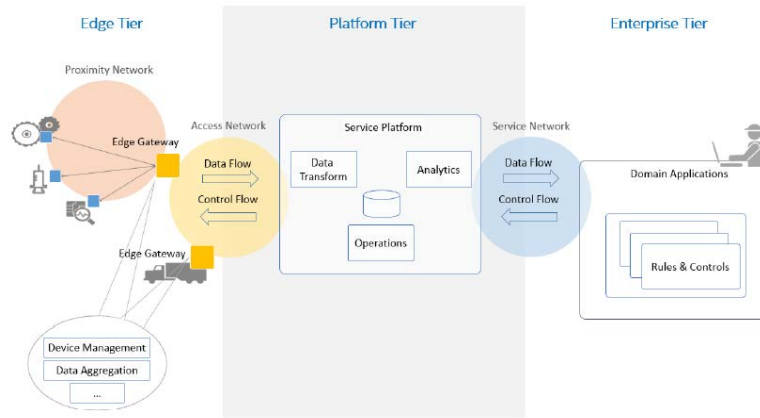 Edge Tier
Platform Tier
Enterprise Tier
Proximity Network
Edge Gateway
Access Network
Service Platform
Service Network
Data Flow
Control Flow
Data
Transform
Analytics
Operations
Data Flow
Control Flow
Domain Applications
Rules & Controls
Edge Gateway
Device Management
Data Aggregation
...